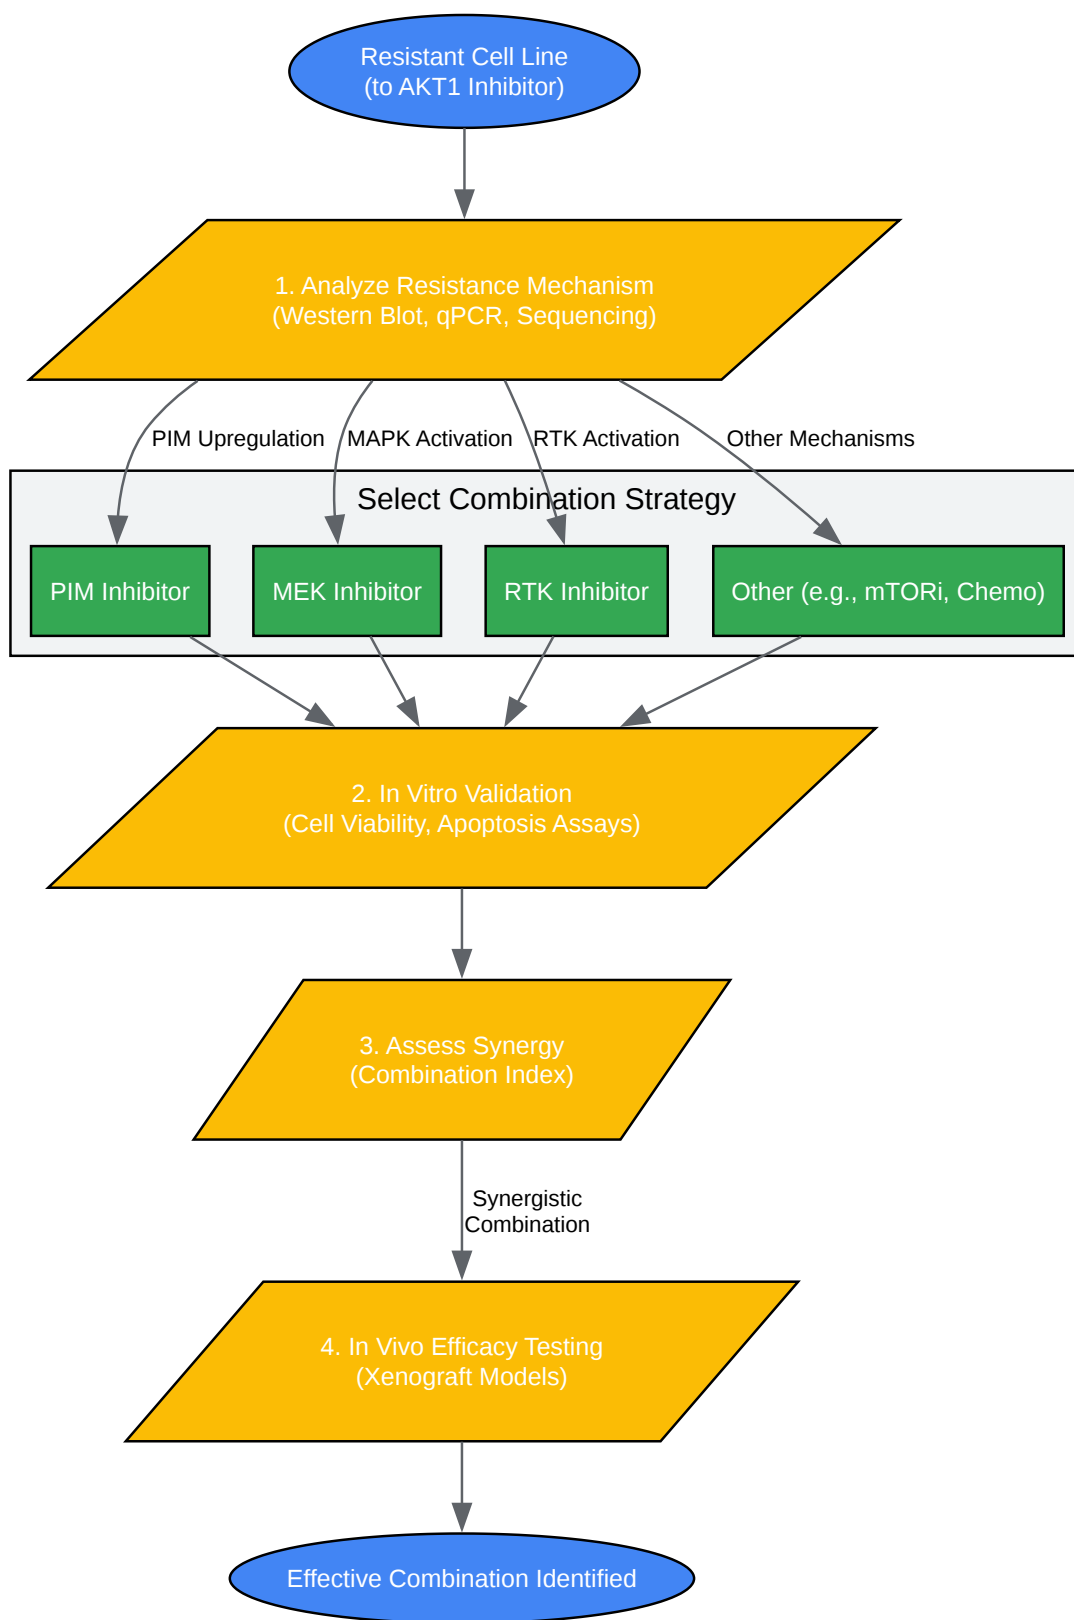 Resistant Cell Line
(to AKT1 Inhibitor)
1. Analyze Resistance Mechanism
(Western Blot, qPCR, Sequencing)
PIM Upregulation
MAPK Activation
RTK Activation
Other Mechanisms
Select Combination Strategy
PIM Inhibitor
MEK Inhibitor
RTK Inhibitor
Other (e.g., mTORi, Chemo)
2. In Vitro Validation
(Cell Viability, Apoptosis Assays)
3. Assess Synergy
(Combination Index)
Synergistic
Combination
4. In Vivo Efficacy Testing
(Xenograft Models)
Effective Combination Identified